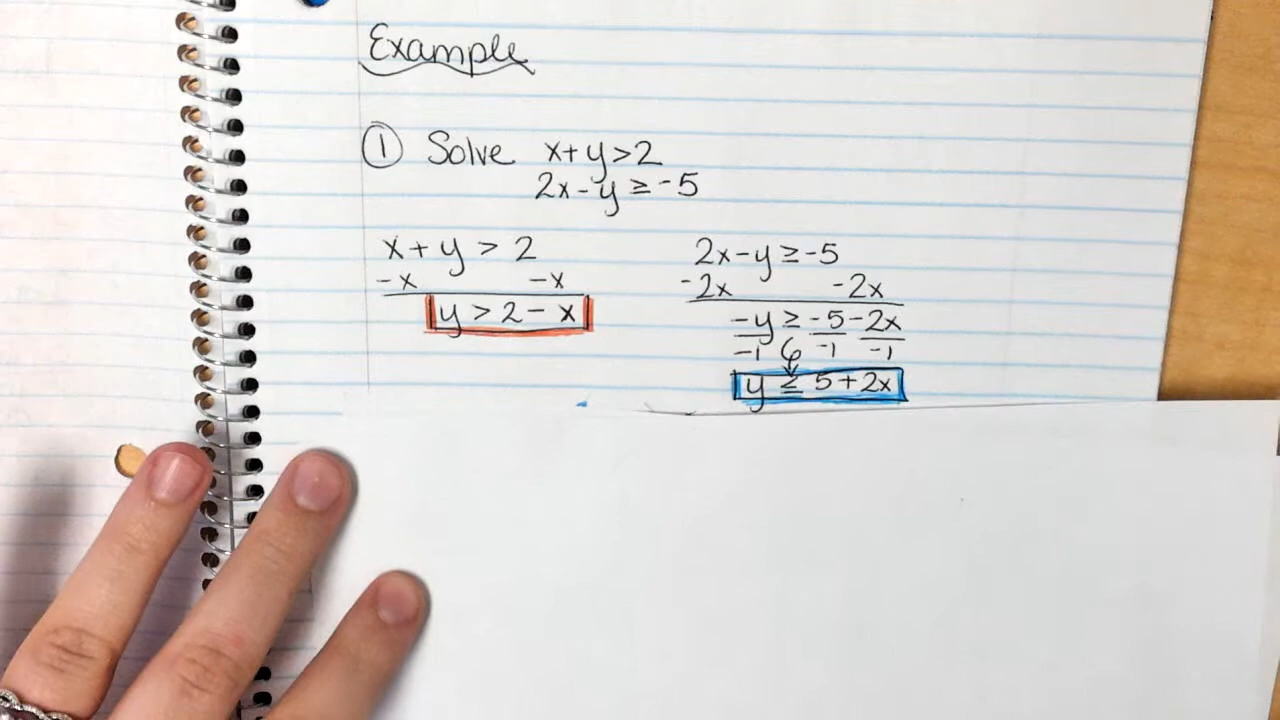 Example
① Solve x+y>2
2x-y ≥ -5
x+y > 2
-x -x
y > 2 - x
2x-y ≥ -5
-2x -2x
-y ≥ -5 -2x
-1 -1 -1
y ≤ 5+2x